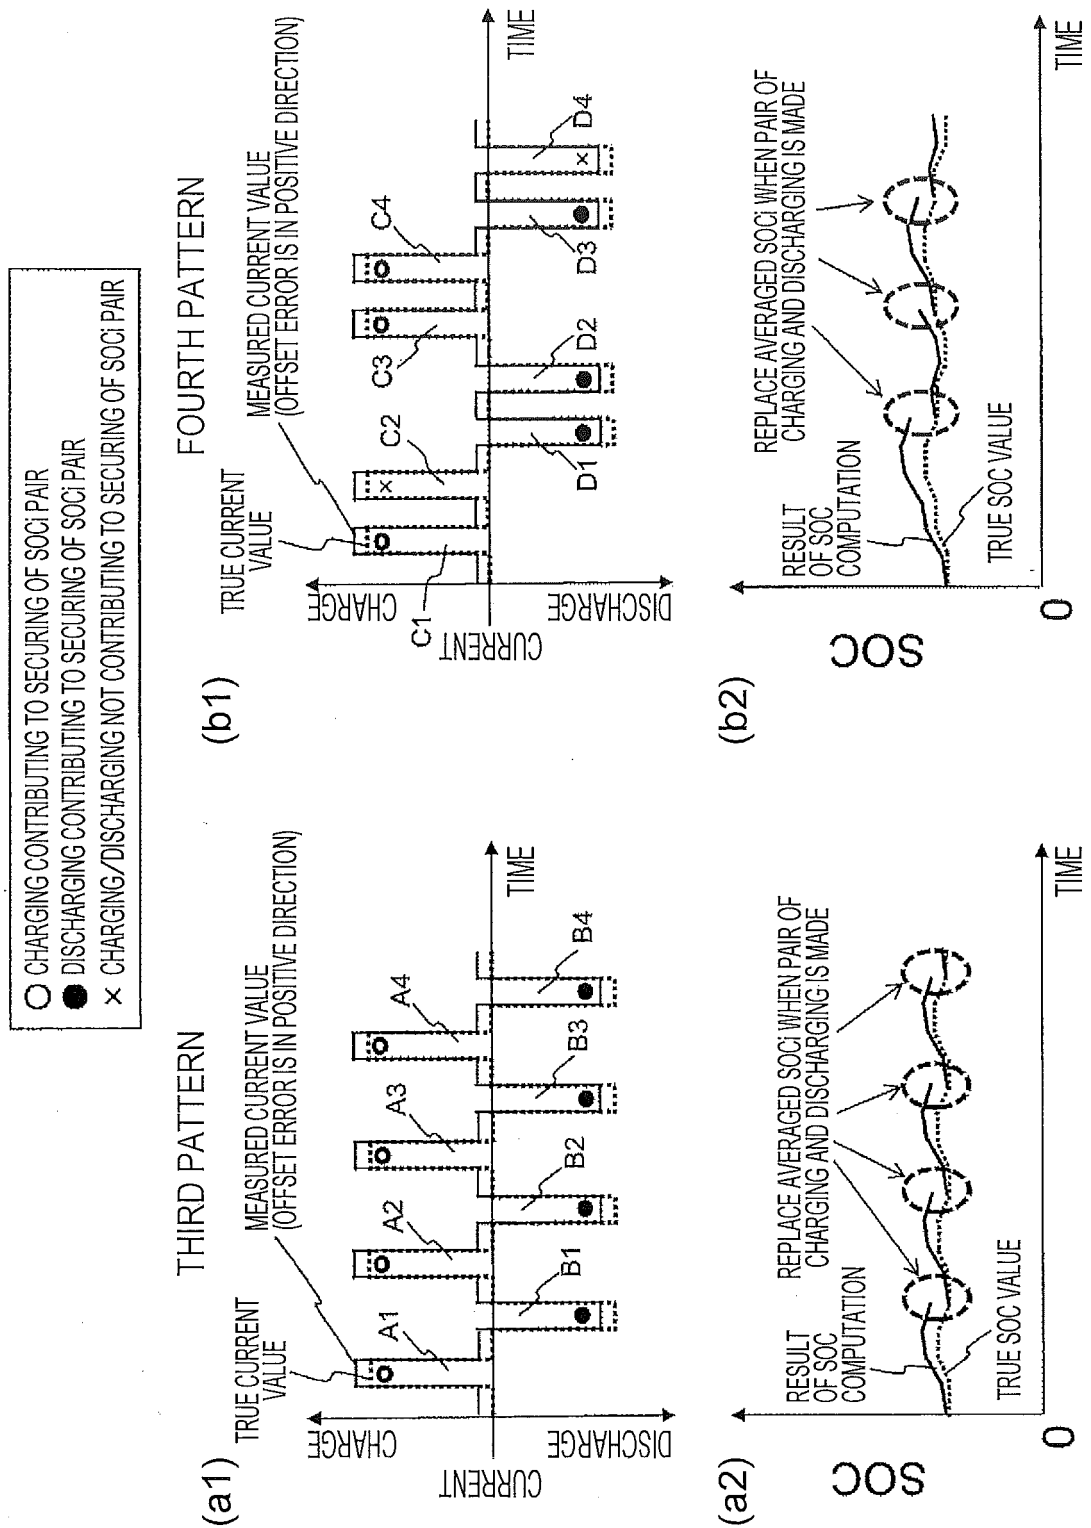 ○ CHARGING CONTRIBUTING TO SECURING OF SOCi PAIR
● DISCHARGING CONTRIBUTING TO SECURING OF SOCi PAIR
× CHARGING/DISCHARGING NOT CONTRIBUTING TO SECURING OF SOCi PAIR
THIRD PATTERN
(a1)
TRUE CURRENT
VALUE
MEASURED CURRENT VALUE
(OFFSET ERROR IS IN POSITIVE DIRECTION)
CURRENT
CHARGE
DISCHARGE
A1
A2
A3
A4
B1
B2
B3
B4
TIME
(a2)
SOC
RESULT
OF SOC
COMPUTATION
REPLACE AVERAGED SOCi WHEN PAIR OF
CHARGING AND DISCHARGING IS MADE
TRUE SOC VALUE
0
TIME
FOURTH PATTERN
(b1)
TRUE CURRENT
VALUE
MEASURED CURRENT VALUE
(OFFSET ERROR IS IN POSITIVE DIRECTION)
CURRENT
CHARGE
DISCHARGE
C1
C2
C3
C4
×
D1
D2
D3
D4
×
TIME
(b2)
SOC
RESULT
OF SOC
COMPUTATION
REPLACE AVERAGED SOCi WHEN PAIR OF
CHARGING AND DISCHARGING IS MADE
TRUE SOC VALUE
0
TIME